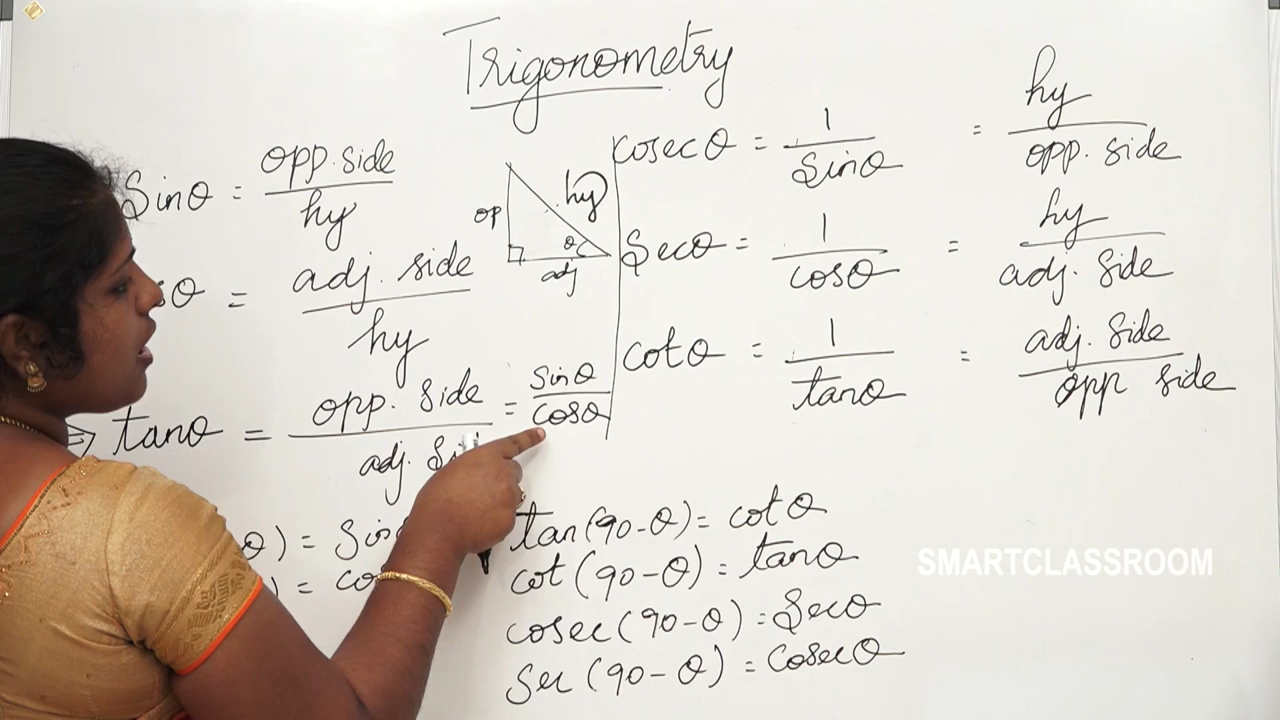 Trigonometry
Sinθ = opp. side / hy
θ = adj. side / hy
⇒ tanθ = opp. side / adj. = Sinθ / cosθ
op
hy
θ
adj
cosecθ = 1 / Sinθ = hy / opp. side
Secθ = 1 / cosθ = hy / adj. side
cotθ = 1 / tanθ = adj. side / opp side
θ) = Sin
) = co
tan(90-θ) = cotθ
cot(90-θ) = tanθ
cosec(90-θ) = Secθ
Sec(90-θ) = Cosecθ
SMARTCLASSROOM